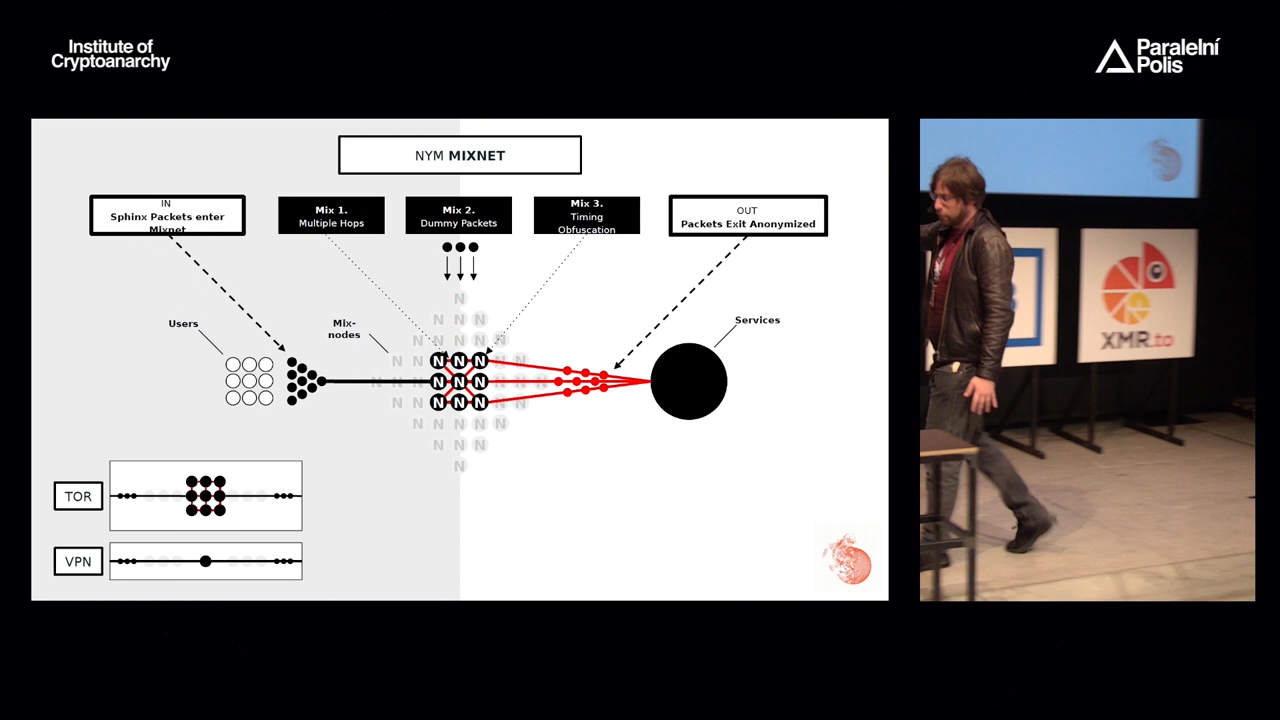 Institute of
Cryptoanarchy
Paralelní
Polis
NYM MIXNET
IN
Sphinx Packets enter
Mixnet
Mix 1.
Multiple Hops
Mix 2.
Dummy Packets
Mix 3.
Timing
Obfuscation
OUT
Packets Exit Anonymized
Users
Mix-
nodes
Services
N
N N N
N N N N N
N N N N N N N
N N N N N N N N N
N N N N N N N
N N N N N
N N N
N
TOR
VPN
XMR.to